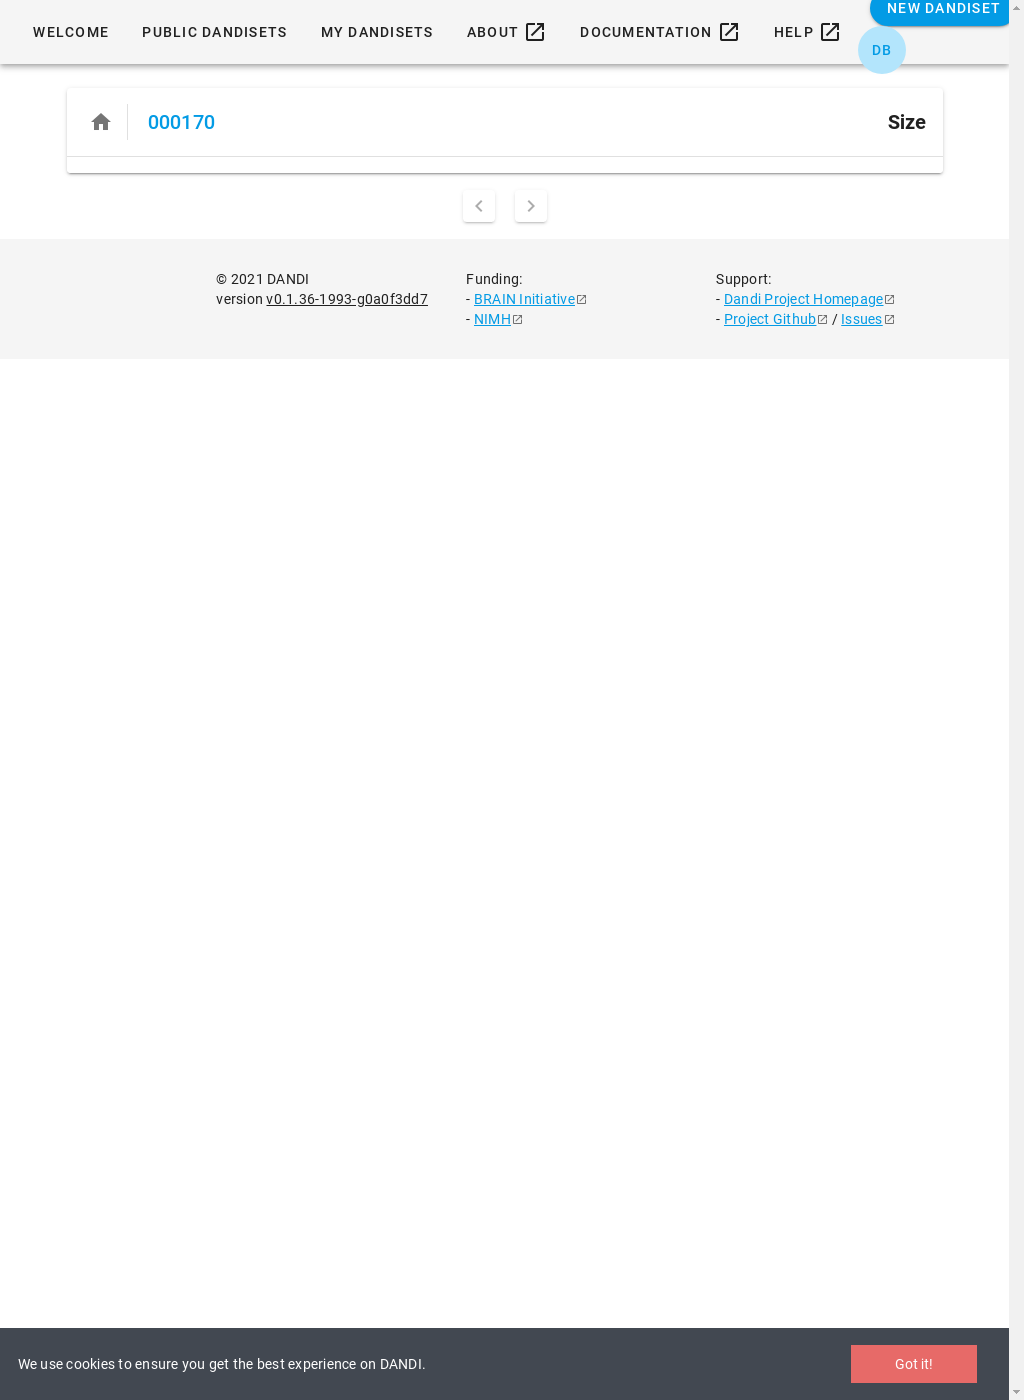 WELCOME PUBLIC DANDISETS MY DANDISETS ABOUT DOCUMENTATION HELP NEW DANDISET
DB
000170 Size
© 2021 DANDI
version v0.1.36-1993-g0a0f3dd7
Funding:
- BRAIN Initiative
- NIMH
Support:
- Dandi Project Homepage
- Project Github / Issues
We use cookies to ensure you get the best experience on DANDI. Got it!